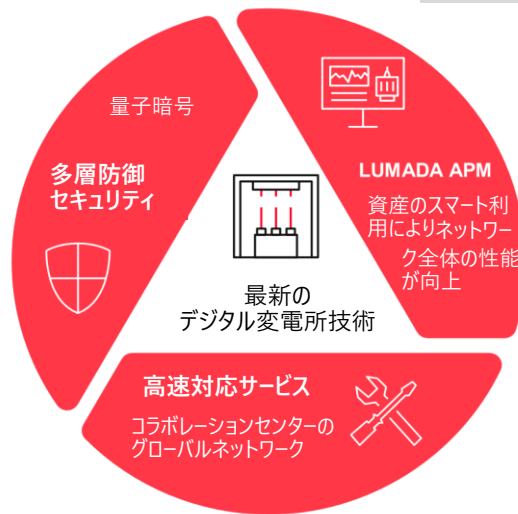 量子暗号
多層防御
セキュリティ
LUMADA APM
資産のスマート利
用によりネットワー
ク全体の性能
が向上
最新の
デジタル変電所技術
高速対応サービス
コラボレーションセンターの
グローバルネットワーク